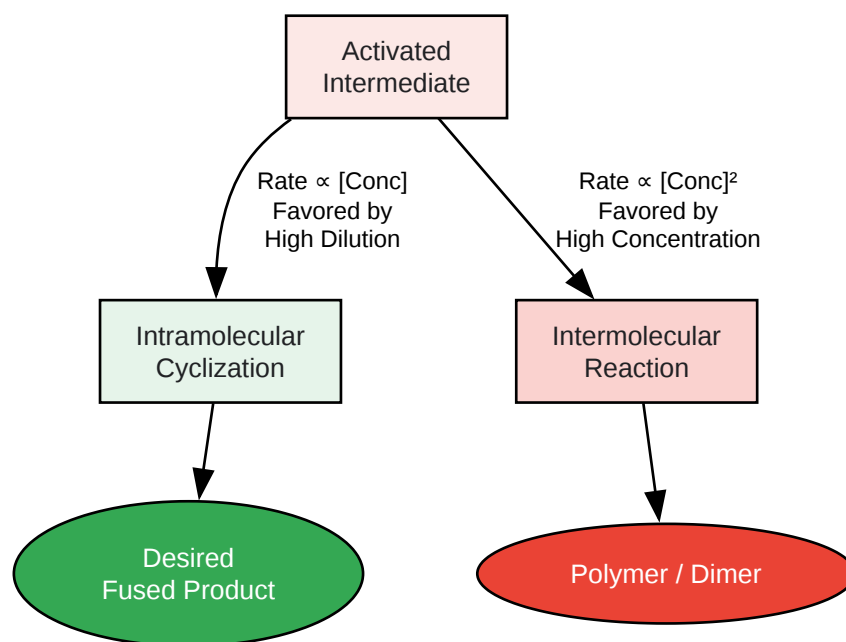 Activated
Intermediate
Rate ∝ [Conc]
Favored by
High Dilution
Rate ∝ [Conc]²
Favored by
High Concentration
Intramolecular
Cyclization
Intermolecular
Reaction
Desired
Fused Product
Polymer / Dimer